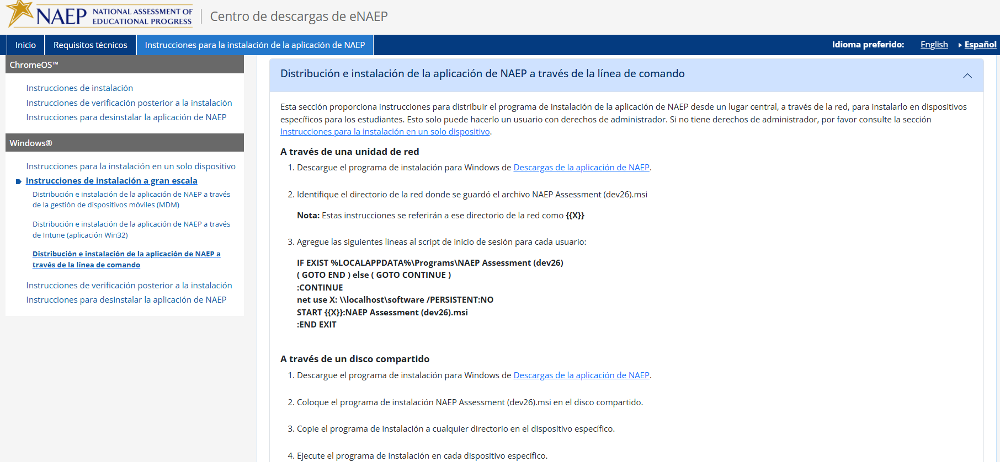 NAEP NATIONAL ASSESSMENT OF
EDUCATIONAL PROGRESS
Centro de descargas de eNAEP
Inicio
Requisitos técnicos
Instrucciones para la instalación de la aplicación de NAEP
Idioma preferido:
English
Español
ChromeOS™
Instrucciones de instalación
Instrucciones de verificación posterior a la instalación
Instrucciones para desinstalar la aplicación de NAEP
Windows®
Instrucciones para la instalación en un solo dispositivo
Instrucciones de instalación a gran escala
Distribución e instalación de la aplicación de NAEP a través
de la gestión de dispositivos móviles (MDM)
Distribución e instalación de la aplicación de NAEP a través
de Intune (aplicación Win32)
Distribución e instalación de la aplicación de NAEP a
través de la línea de comando
Instrucciones de verificación posterior a la instalación
Instrucciones para desinstalar la aplicación de NAEP
Distribución e instalación de la aplicación de NAEP a través de la línea de comando
Esta sección proporciona instrucciones para distribuir el programa de instalación de la aplicación de NAEP desde un lugar central, a través de la red, para instalarlo en dispositivos
específicos para los estudiantes. Esto solo puede hacerlo un usuario con derechos de administrador. Si no tiene derechos de administrador, por favor consulte la sección
Instrucciones para la instalación en un solo dispositivo.
A través de una unidad de red
1. Descargue el programa de instalación para Windows de Descargas de la aplicación de NAEP.
2. Identifique el directorio de la red donde se guardó el archivo NAEP Assessment (dev26).msi
Nota: Estas instrucciones se referirán a ese directorio de la red como {{X}}
3. Agregue las siguientes líneas al script de inicio de sesión para cada usuario:
IF EXIST %LOCALAPPDATA%\Programs\NAEP Assessment (dev26)
( GOTO END ) else ( GOTO CONTINUE )
:CONTINUE
net use X: \\localhost\software /PERSISTENT:NO
START {{X}}:NAEP Assessment (dev26).msi
:END EXIT
A través de un disco compartido
1. Descargue el programa de instalación para Windows de Descargas de la aplicación de NAEP.
2. Coloque el programa de instalación NAEP Assessment (dev26).msi en el disco compartido.
3. Copie el programa de instalación a cualquier directorio en el dispositivo específico.
4. Ejecute el programa de instalación en cada dispositivo específico.